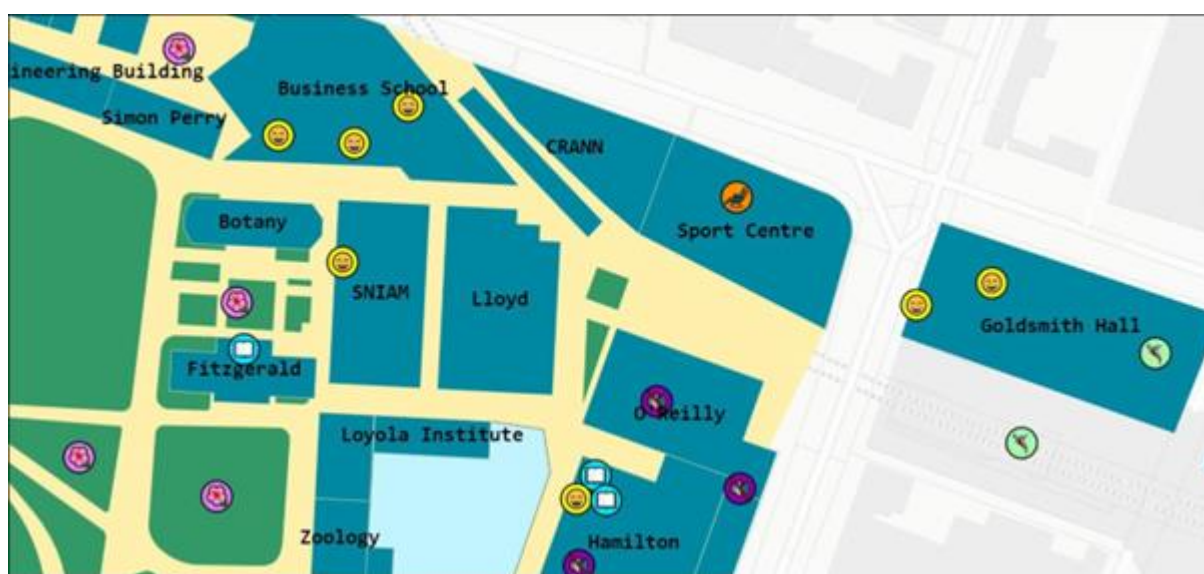 ineering Building
Business School
Simon Perry
CRANN
Botany
Sport Centre
SNIAM
Lloyd
Goldsmith Hall
Fitzgerald
O Reilly
Loyola Institute
Zoology
Hamilton